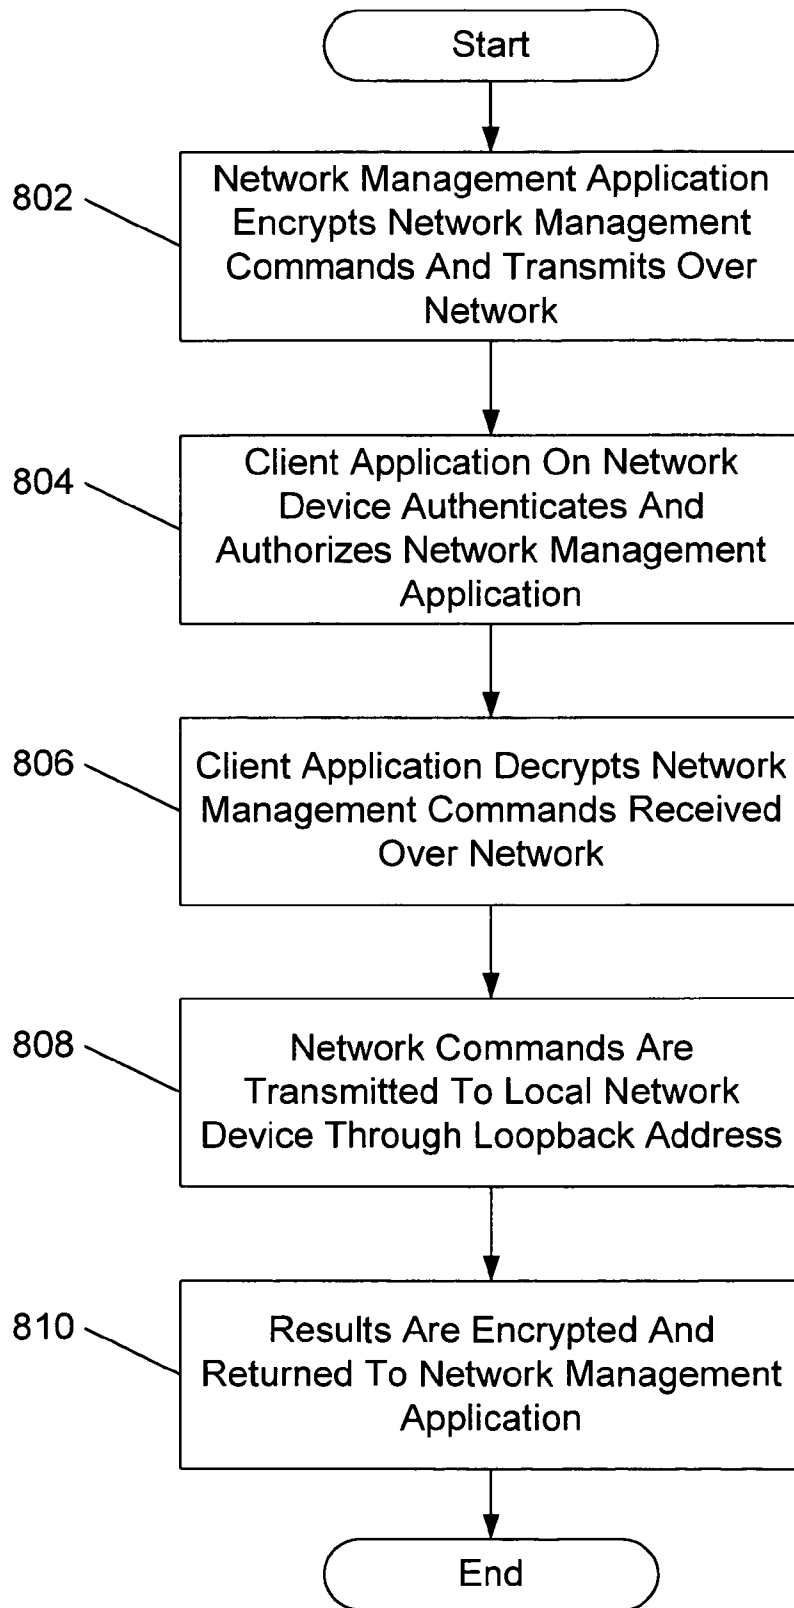 Start
802
Network Management Application
Encrypts Network Management
Commands And Transmits Over
Network
804
Client Application On Network
Device Authenticates And
Authorizes Network Management
Application
806
Client Application Decrypts Network
Management Commands Received
Over Network
808
Network Commands Are
Transmitted To Local Network
Device Through Loopback Address
810
Results Are Encrypted And
Returned To Network Management
Application
End